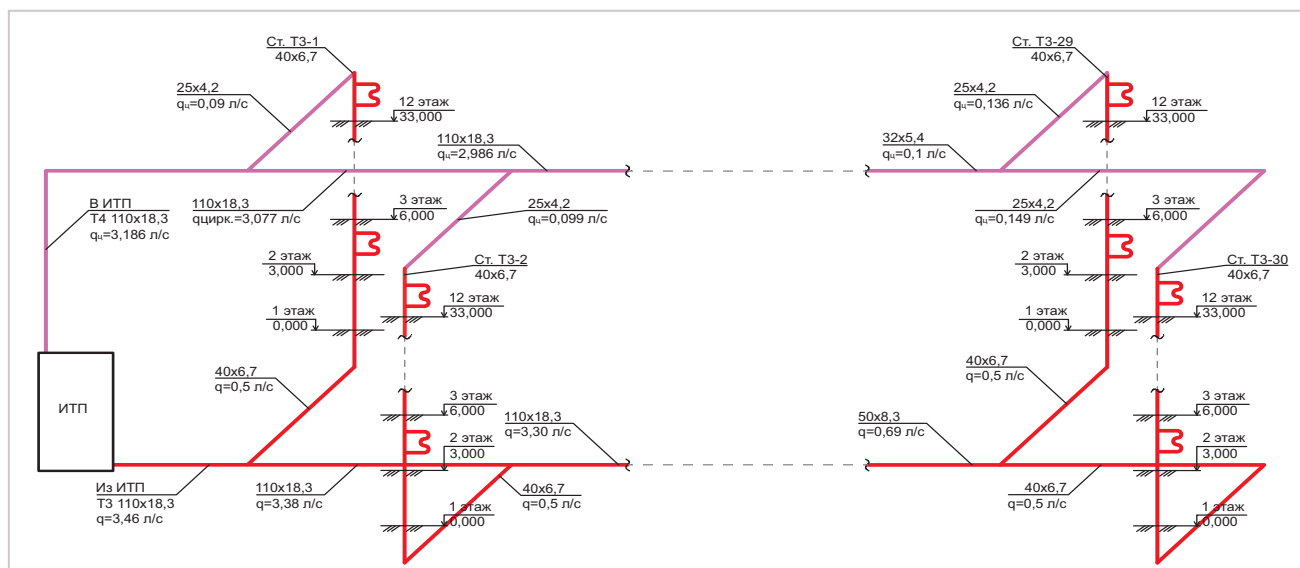 Ст. Т3-1
40х6,7
Ст. Т3-29
40х6,7
25х4,2
qц=0,09 л/с
12 этаж
33,000
25х4,2
qц=0,136 л/с
12 этаж
33,000
110х18,3
qц=2,986 л/с
32х5,4
qц=0,1 л/с
В ИТП
Т4 110х18,3
qц=3,186 л/с
110х18,3
qцирк.=3,077 л/с
3 этаж
6,000
25х4,2
qц=0,099 л/с
25х4,2
qц=0,149 л/с
3 этаж
6,000
2 этаж
3,000
Ст. Т3-2
40х6,7
2 этаж
3,000
Ст. Т3-30
40х6,7
1 этаж
0,000
12 этаж
33,000
1 этаж
0,000
12 этаж
33,000
ИТП
40х6,7
q=0,5 л/с
40х6,7
q=0,5 л/с
3 этаж
6,000
110х18,3
q=3,30 л/с
50х8,3
q=0,69 л/с
3 этаж
6,000
2 этаж
3,000
2 этаж
3,000
Из ИТП
Т3 110х18,3
q=3,46 л/с
110х18,3
q=3,38 л/с
40х6,7
q=0,5 л/с
40х6,7
q=0,5 л/с
1 этаж
0,000
1 этаж
0,000